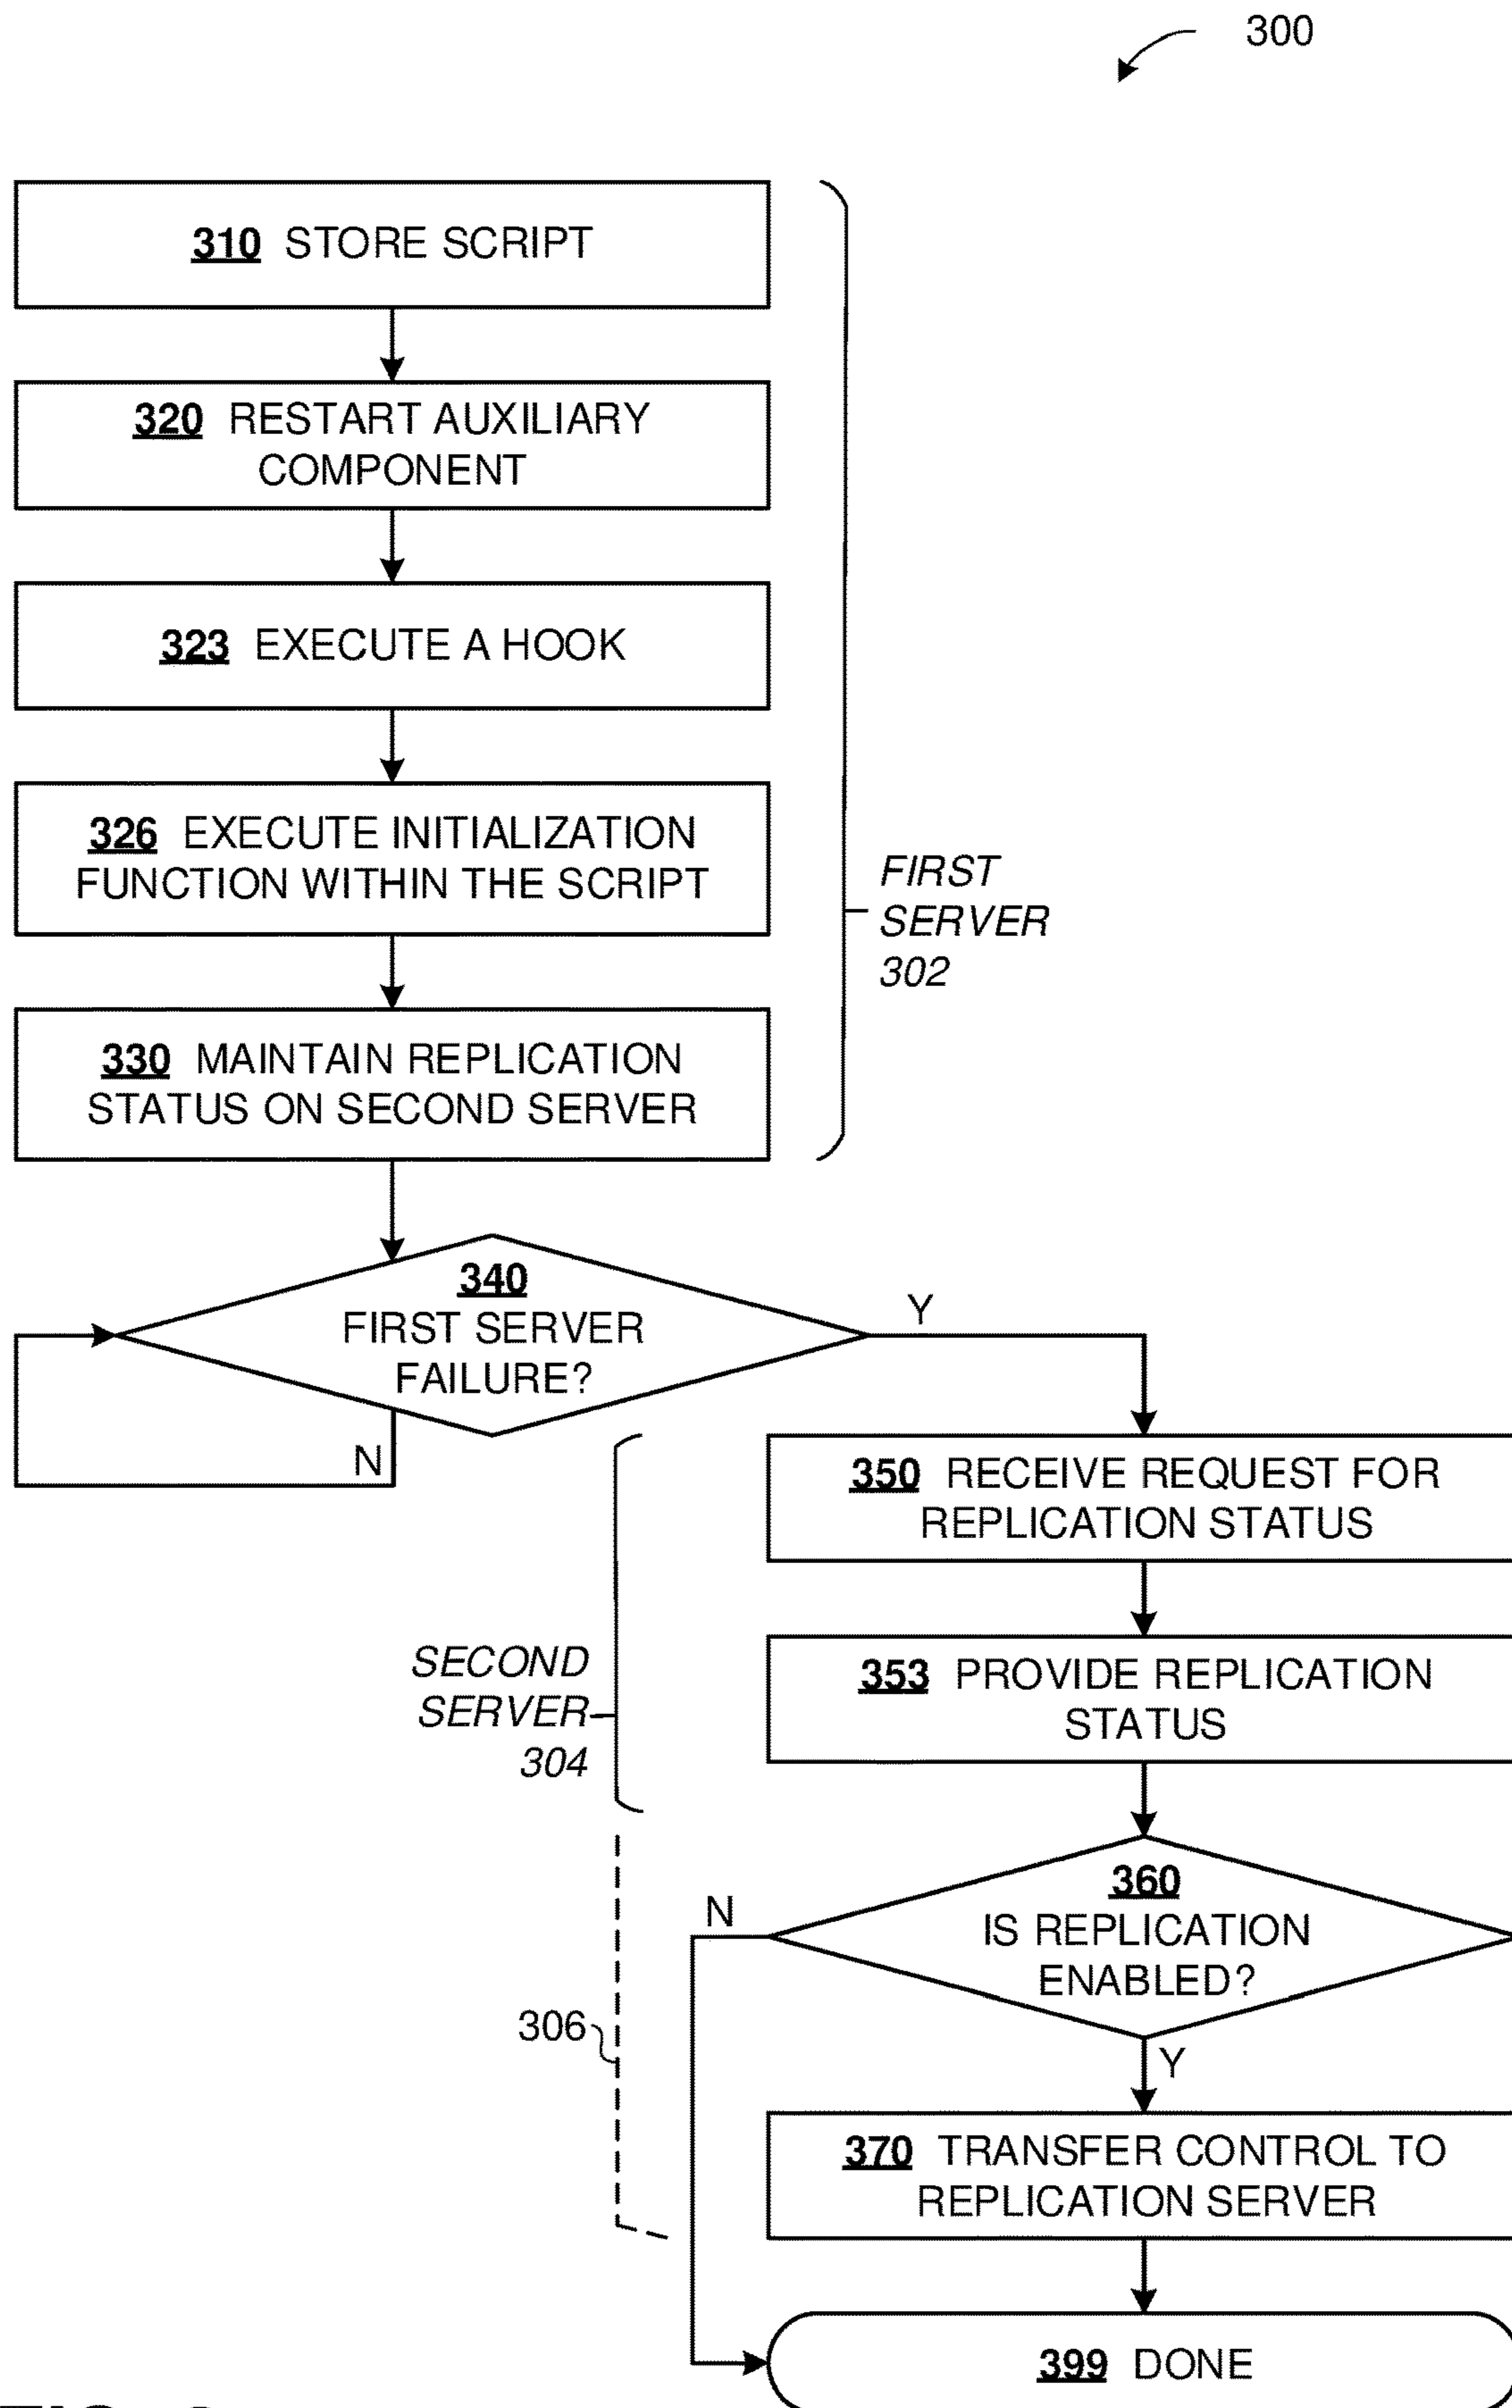 300
310 STORE SCRIPT
320 RESTART AUXILIARY
COMPONENT
323 EXECUTE A HOOK
326 EXECUTE INITIALIZATION
FUNCTION WITHIN THE SCRIPT
FIRST
SERVER
302
330 MAINTAIN REPLICATION
STATUS ON SECOND SERVER
340
FIRST SERVER
FAILURE?
Y
N
350 RECEIVE REQUEST FOR
REPLICATION STATUS
SECOND
SERVER
304
353 PROVIDE REPLICATION
STATUS
360
IS REPLICATION
ENABLED?
N
306
Y
370 TRANSFER CONTROL TO
REPLICATION SERVER
399 DONE